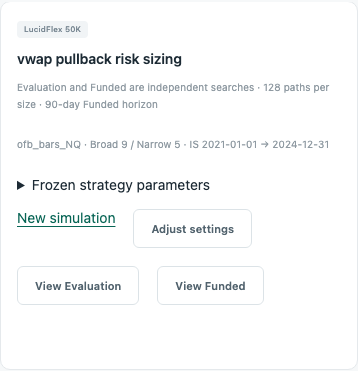 LucidFlex 50K
vwap pullback risk sizing
Evaluation and Funded are independent searches · 128 paths per
size · 90-day Funded horizon
ofb_bars_NQ · Broad 9 / Narrow 5 · IS 2021-01-01 → 2024-12-31
▶ Frozen strategy parameters
New simulation
Adjust settings
View Evaluation
View Funded